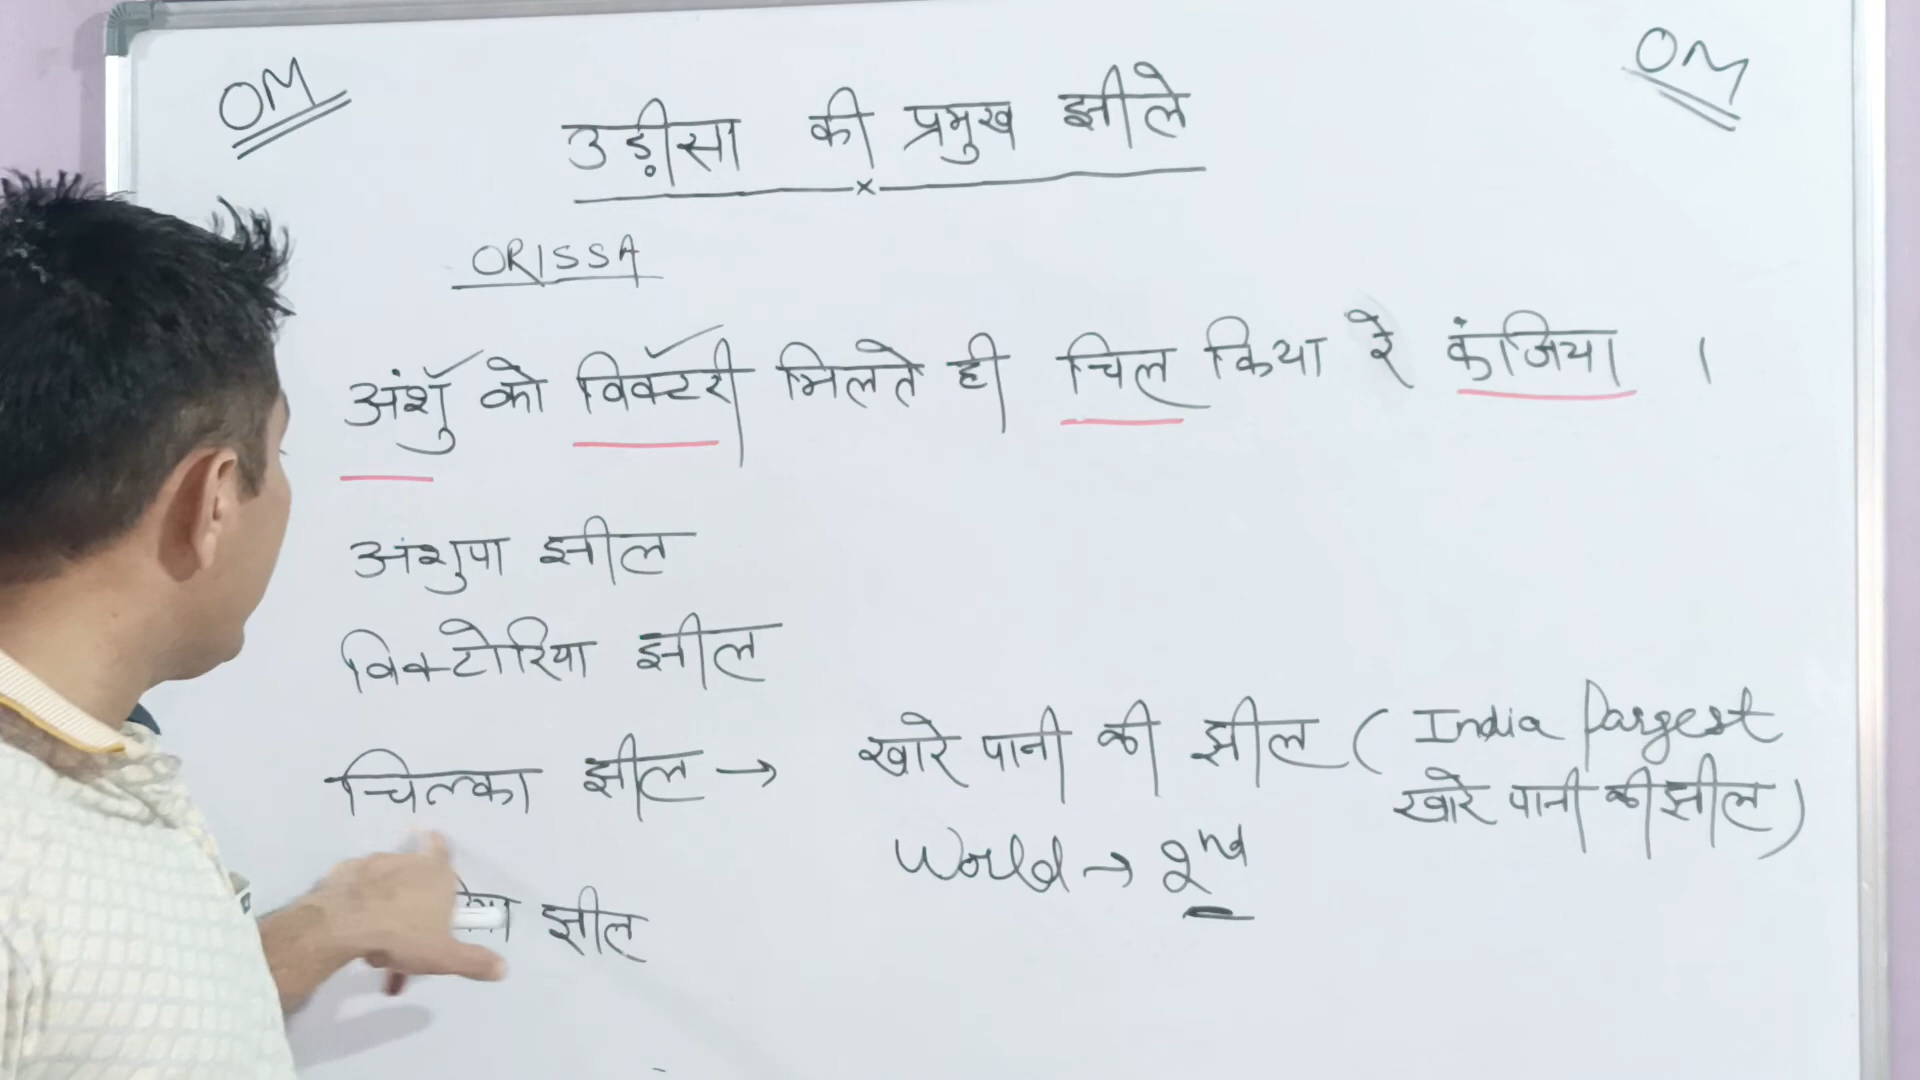 OM
OM
उड़ीसा की प्रमुख झीले
ORISSA
अंशु को विक्टरी मिलते ही चिल किया रे कंजिया ।
अंशुपा झील
विक्टोरिया झील
चिल्का झील → खारे पानी की झील ( India Largest
खारे पानी की झील )
World → 2nd
झील